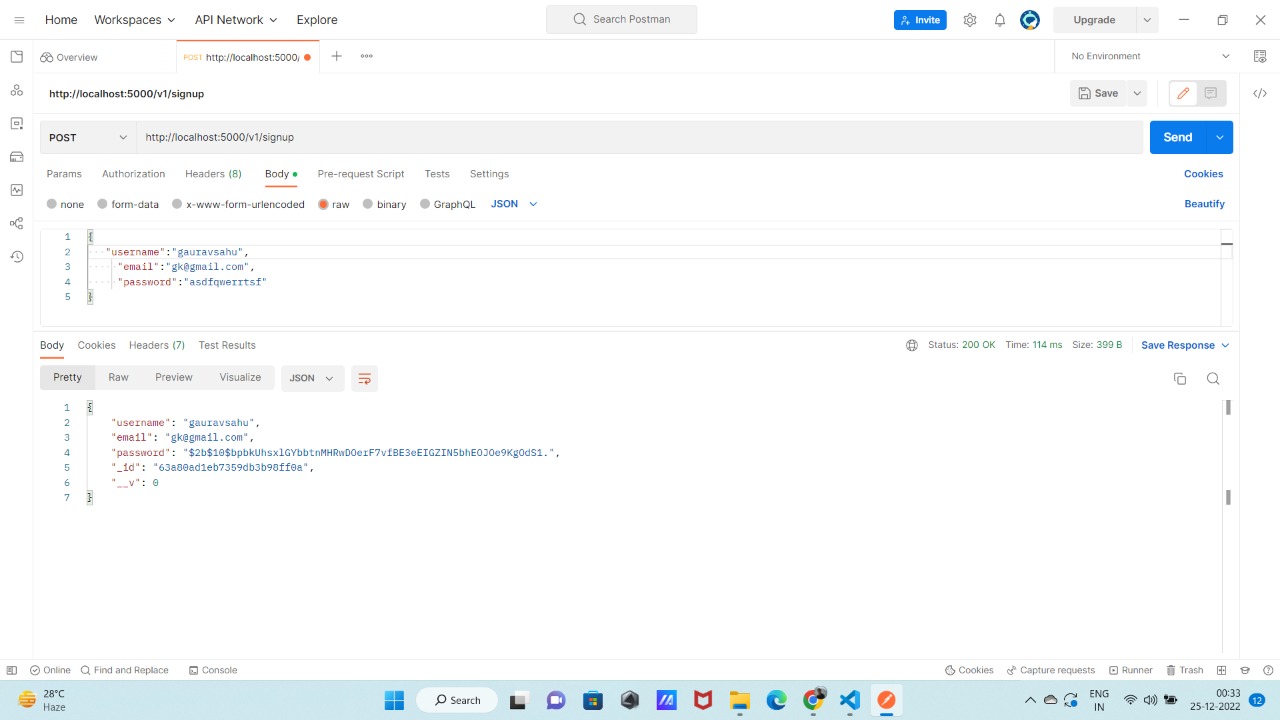 Home Workspaces API Network Explore Search Postman Invite Upgrade
Overview POST http://localhost:5000/ No Environment
http://localhost:5000/v1/signup Save
POST http://localhost:5000/v1/signup Send
Params Authorization Headers (8) Body Pre-request Script Tests Settings Cookies
none form-data x-www-form-urlencoded raw binary GraphQL JSON Beautify
1 {
2 "username":"gauravsahu",
3 "email":"gk@gmail.com",
4 "password":"asdfqwerrtsf"
5 }
Body Cookies Headers (7) Test Results Status: 200 OK Time: 114 ms Size: 399 B Save Response
Pretty Raw Preview Visualize JSON
1 {
2 "username": "gauravsahu",
3 "email": "gk@gmail.com",
4 "password": "$2b$10$bpbkUhsxlGYbbtnMHRwDOerF7vfBE3eEIGZIN5bhEOJOe9KgOdS1.",
5 "_id": "63a80ad1eb7359db3b98ff0a",
6 "__v": 0
7 }
Online Find and Replace Console Cookies Capture requests Runner Trash
28°C
Haze
Search
ENG
IN
00:33
25-12-2022
12